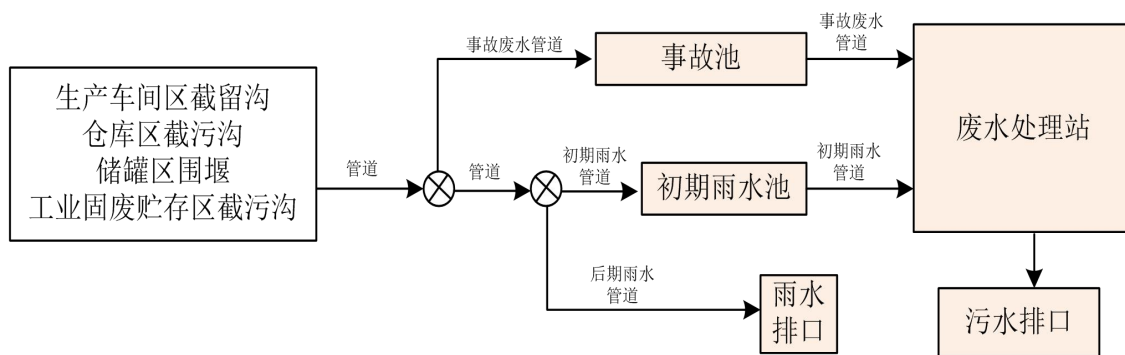 生产车间区截留沟
仓库区截污沟
储罐区围堰
工业固废贮存区截污沟
管道
事故废水管道
事故池
事故废水
管道
管道
初期雨水
管道
初期雨水池
初期雨水
管道
废水处理站
后期雨水
管道
雨水
排口
污水排口